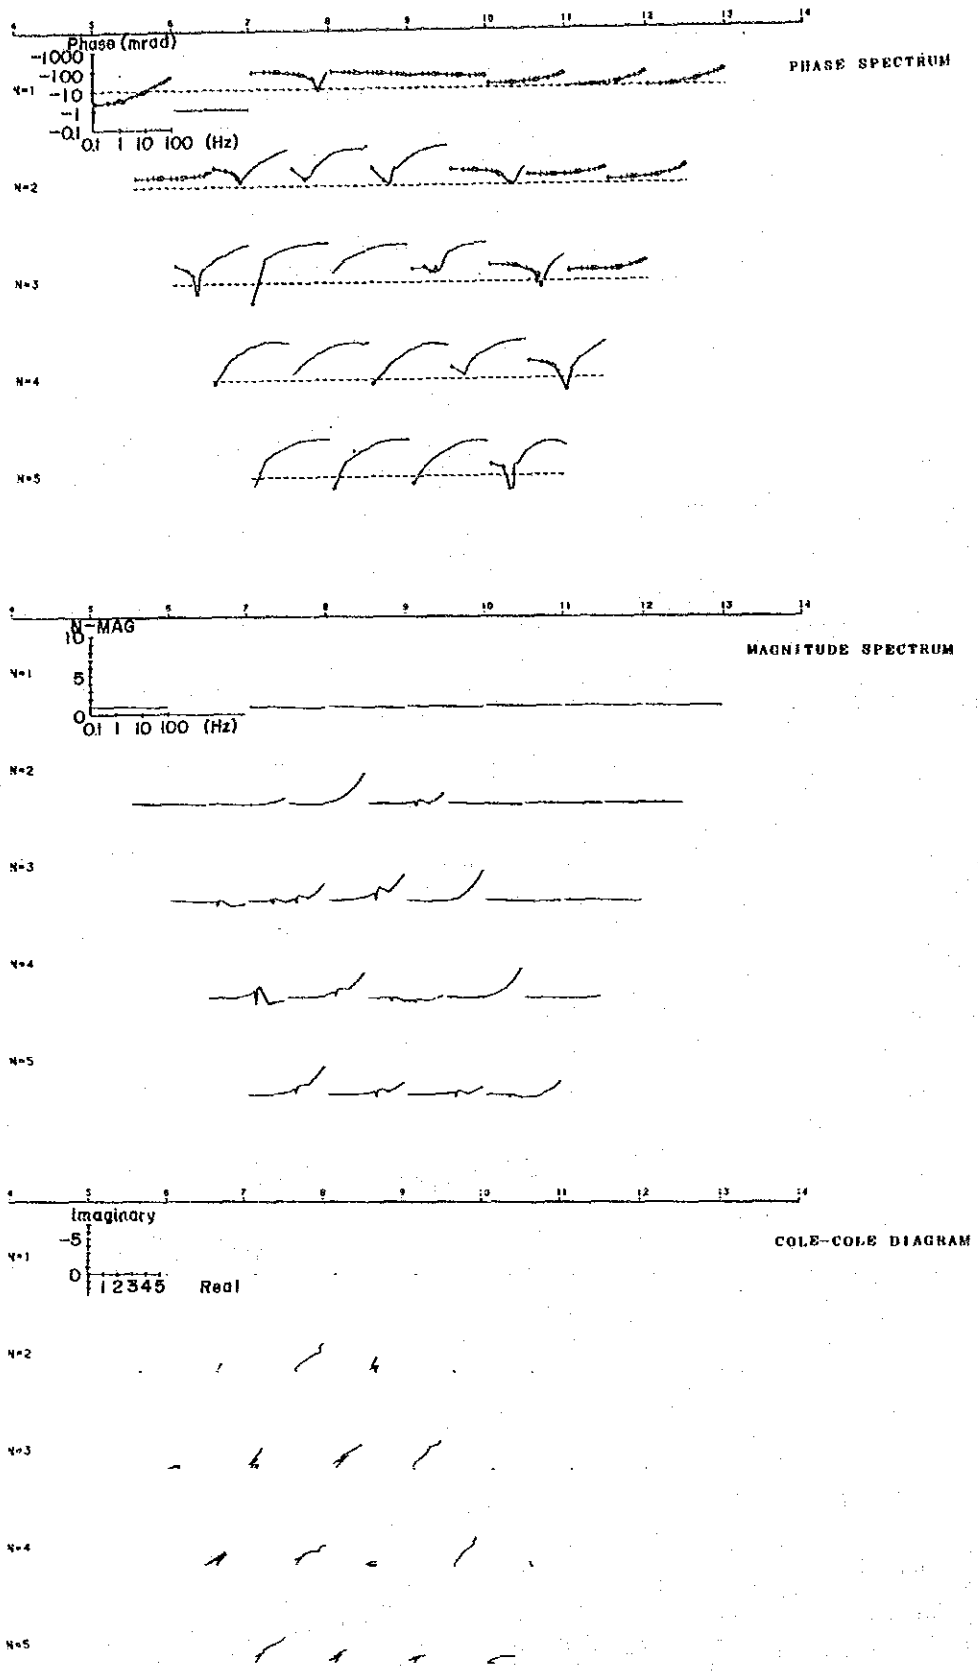 4 5 6 7 8 9 10 11 12 13 14
Phase (mrad)
PHASE SPECTRUM
-1000
-100
-10
-1
-0.1
N=1
0.1 1 10 100 (Hz)
N=2
N=3
N=4
N=5
4 5 6 7 8 9 10 11 12 13 14
N-MAG
MAGNITUDE SPECTRUM
10
5
0
N=1
0.1 1 10 100 (Hz)
N=2
N=3
N=4
N=5
4 5 6 7 8 9 10 11 12 13 14
Imaginary
COLE-COLE DIAGRAM
-5
N=1
0
1 2 3 4 5 Real
N=2
N=3
N=4
N=5